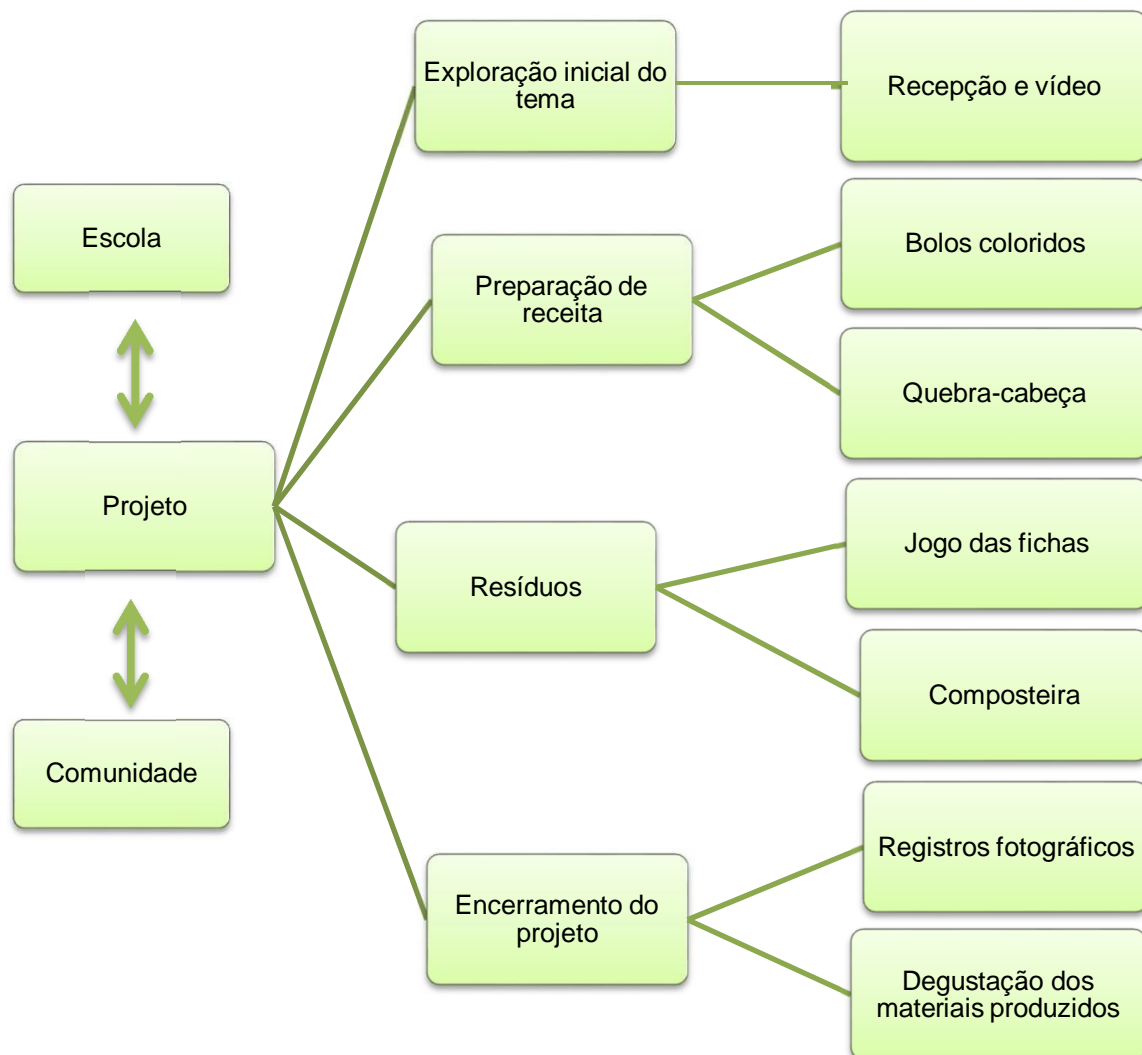 Escola
Projeto
Comunidade
Exploração inicial do
tema
Recepção e vídeo
Preparação de
receita
Bolos coloridos
Quebra-cabeça
Resíduos
Jogo das fichas
Composteira
Encerramento do
projeto
Registros fotográficos
Degustação dos
materiais produzidos